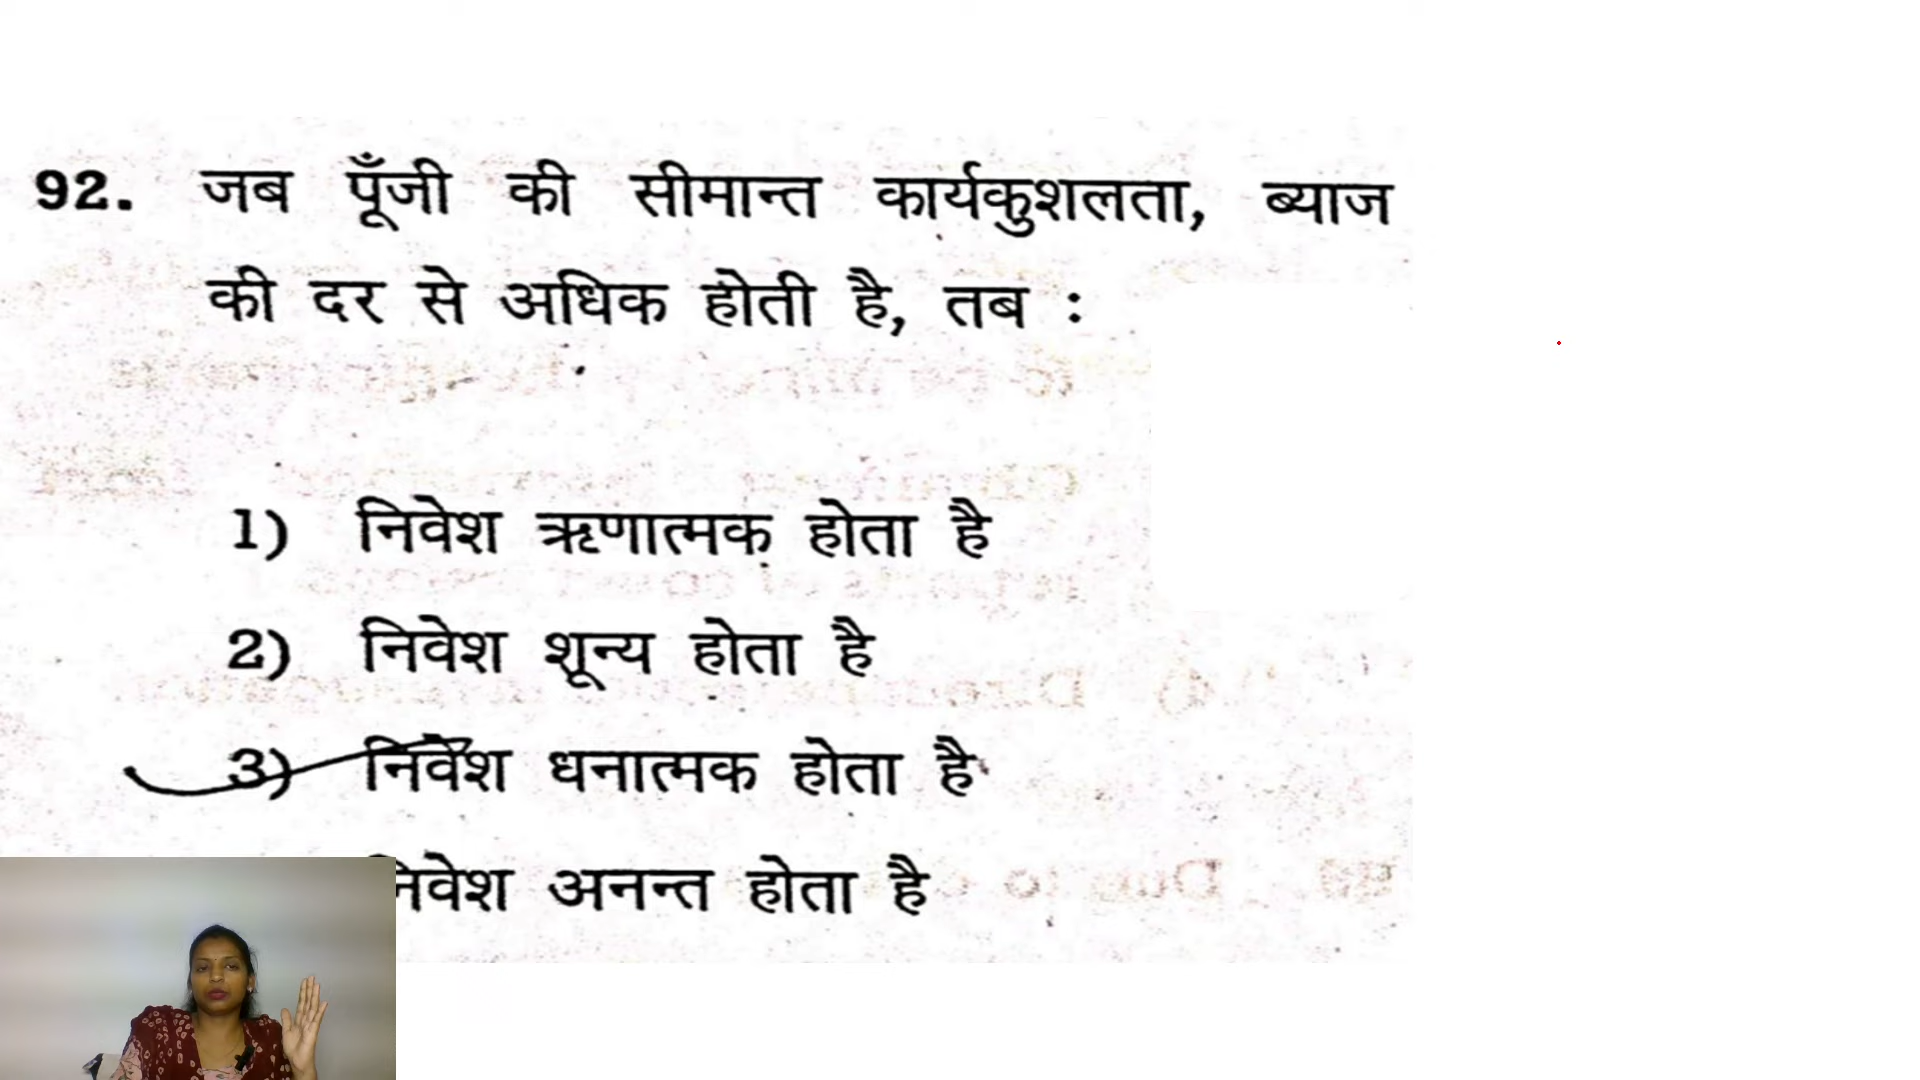 92. जब पूँजी की सीमान्त कार्यकुशलता, ब्याज
की दर से अधिक होती है, तब :
1) निवेश ऋणात्मक होता है
2) निवेश शून्य होता है
3) निवेश धनात्मक होता है
निवेश अनन्त होता है